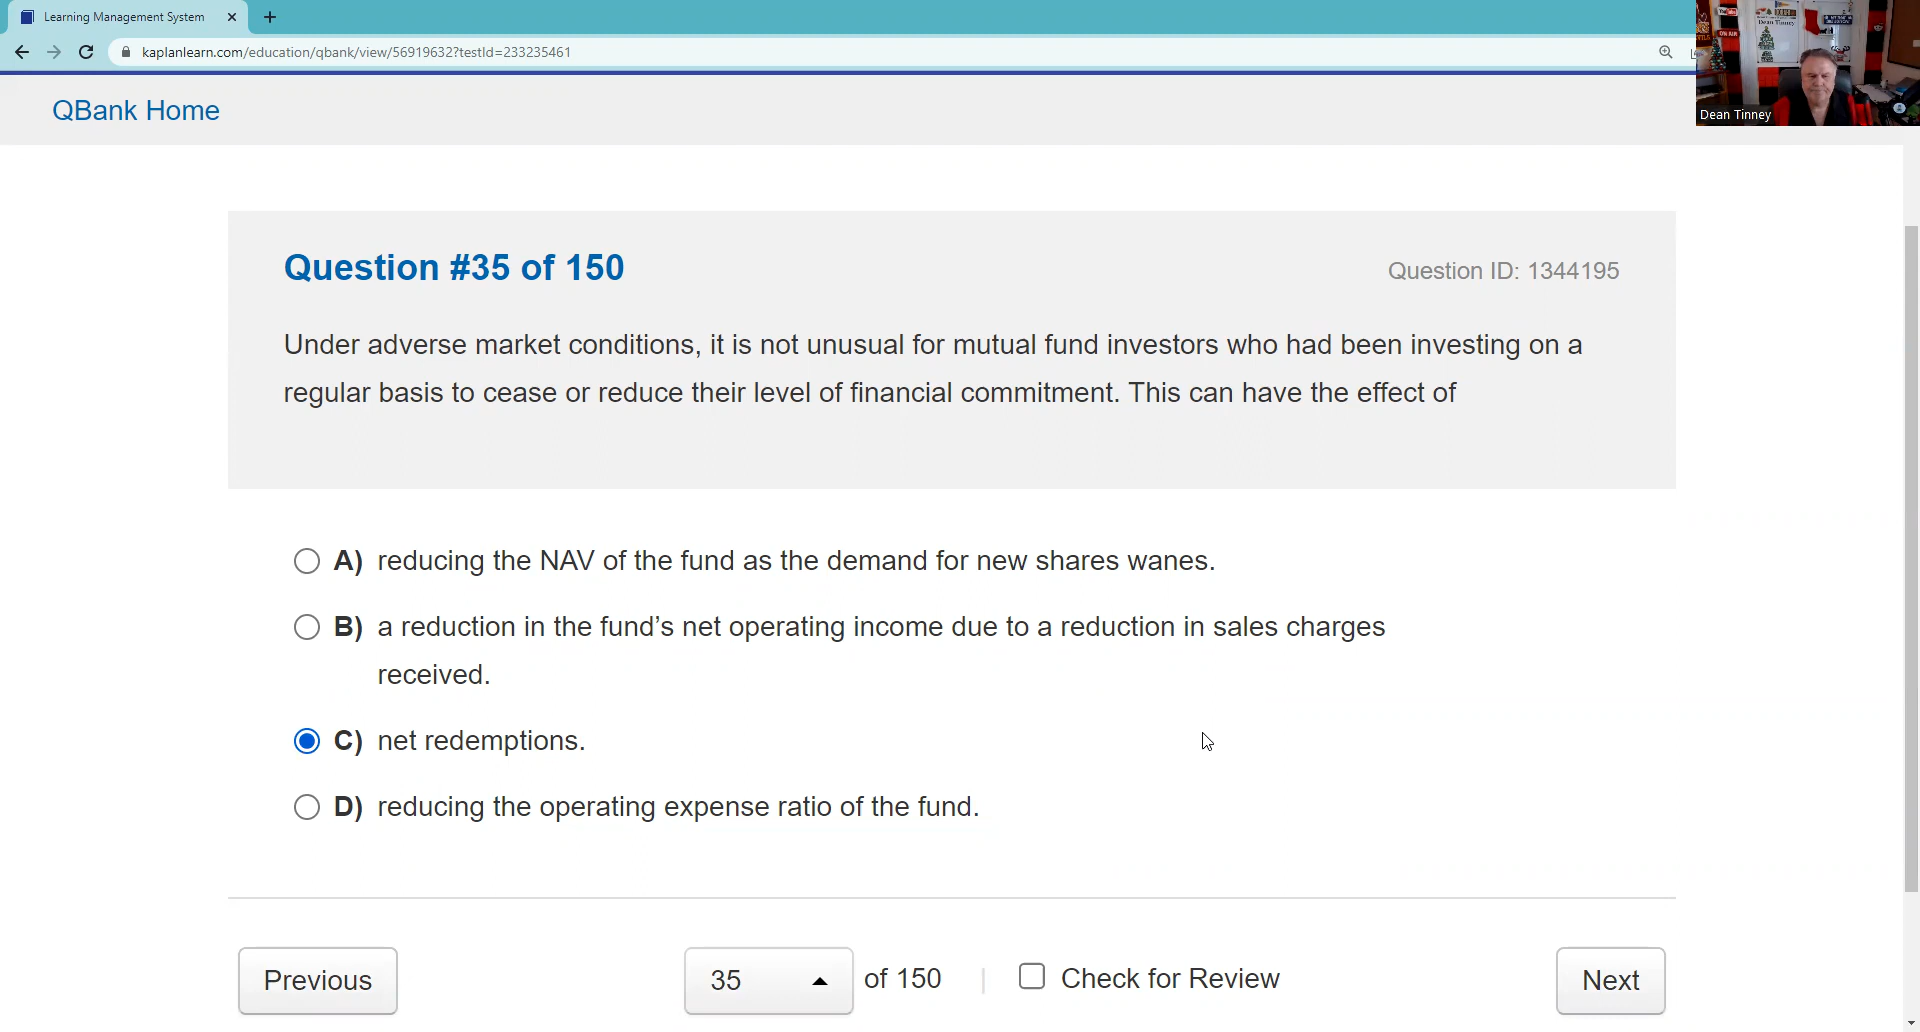 Learning Management System
kaplanlearn.com/education/qbank/view/56919632?testId=233235461
Dean Tinney
QBank Home
Question #35 of 150
Question ID: 1344195
Under adverse market conditions, it is not unusual for mutual fund investors who had been investing on a
regular basis to cease or reduce their level of financial commitment. This can have the effect of
A) reducing the NAV of the fund as the demand for new shares wanes.
B) a reduction in the fund’s net operating income due to a reduction in sales charges
received.
C) net redemptions.
D) reducing the operating expense ratio of the fund.
Previous
35
of 150
Check for Review
Next